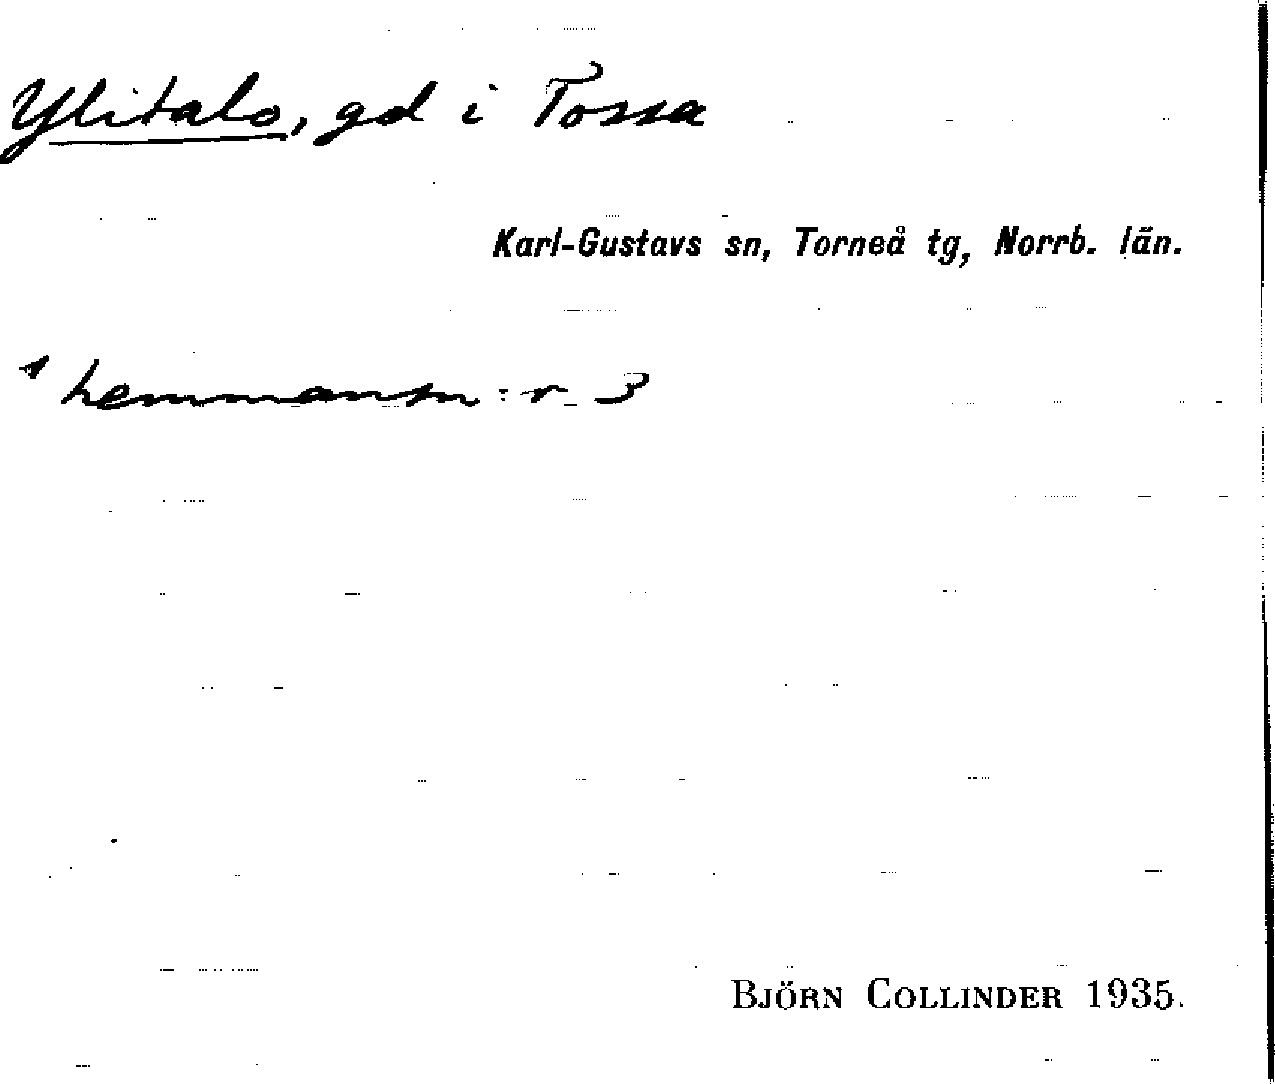 Ylitalo, gd i Tossa
Karl-Gustavs sn, Torneå tg, Norrb. län.
1 hemmansn:r 3
BJÖRN COLLINDER 1935.